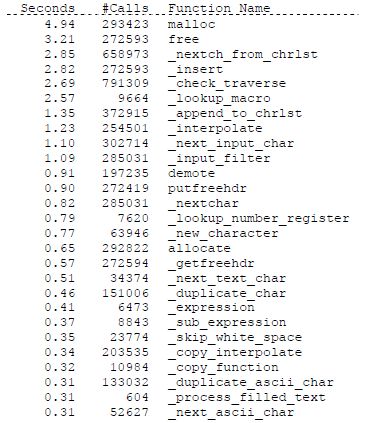 Seconds #Calls Function Name
4.94 293423 malloc
3.21 272593 free
2.85 658973 _nextch_from_chrlst
2.82 272593 _insert
2.69 791309 _check_traverse
2.57 9664 _lookup_macro
1.35 372915 _append_to_chrlst
1.23 254501 _interpolate
1.10 302714 _next_input_char
1.09 285031 _input_filter
0.91 197235 demote
0.90 272419 putfreehdr
0.82 285031 _nextchar
0.79 7620 _lookup_number_register
0.77 63946 _new_character
0.65 292822 allocate
0.57 272594 _getfreehdr
0.51 34374 _next_text_char
0.46 151006 _duplicate_char
0.41 6473 _expression
0.37 8843 _sub_expression
0.35 23774 _skip_white_space
0.34 203535 _copy_interpolate
0.32 10984 _copy_function
0.31 133032 _duplicate_ascii_char
0.31 604 _process_filled_text
0.31 52627 _next_ascii_char